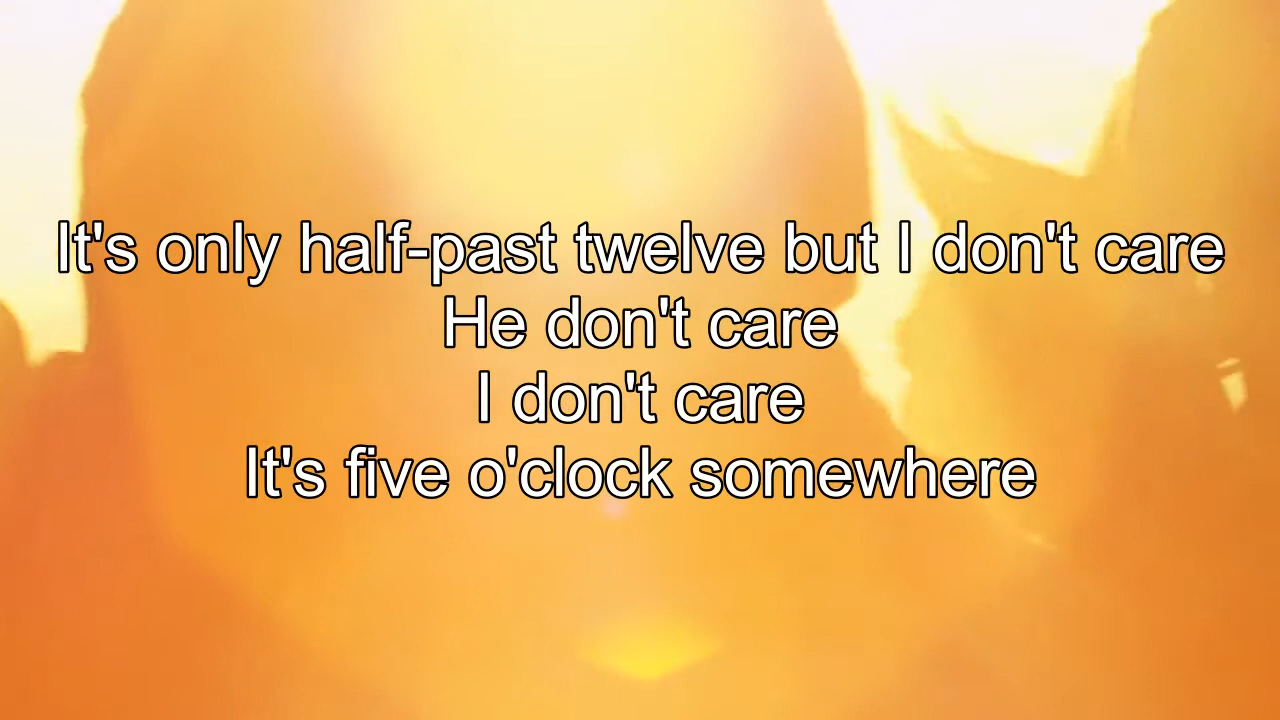 It's only half-past twelve but I don't care
He don't care
I don't care
It's five o'clock somewhere